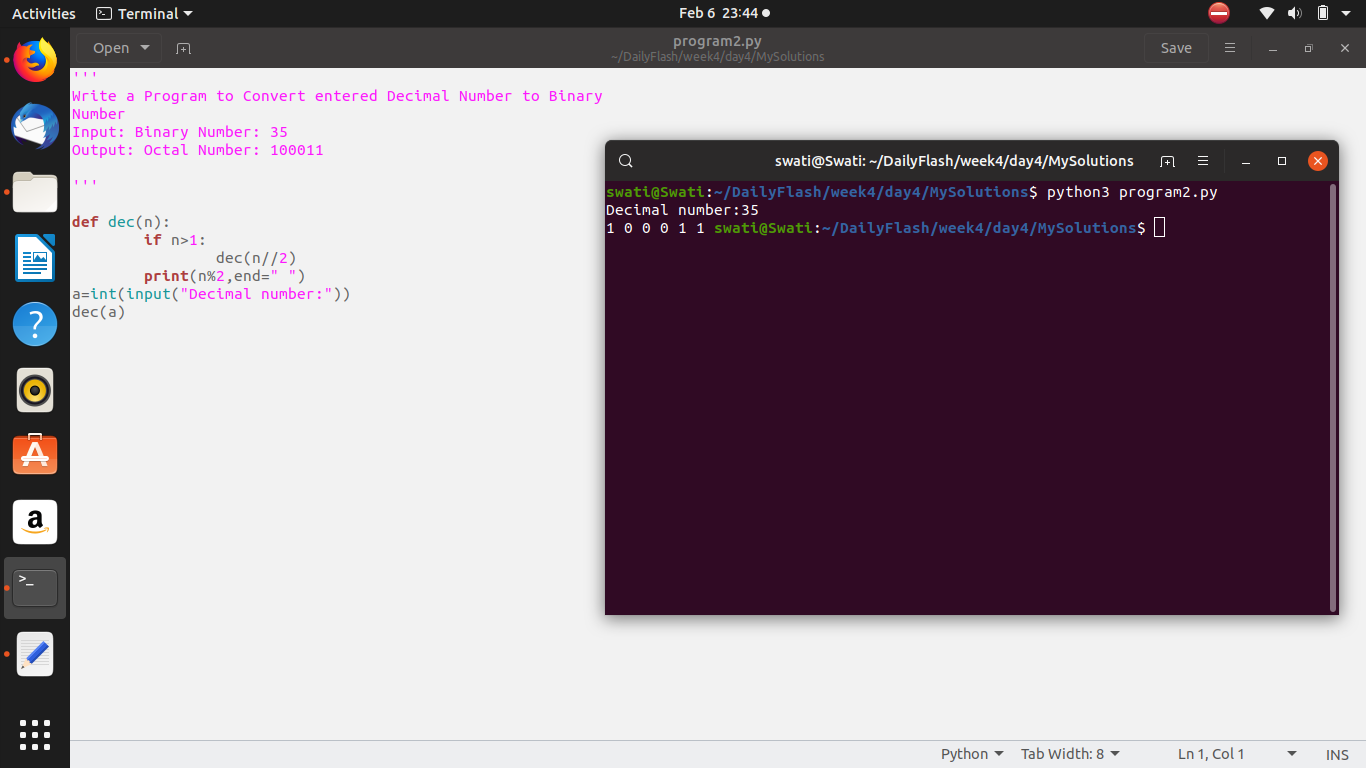 Activities Terminal Feb 6 23:44
Open program2.py Save
~/DailyFlash/week4/day4/MySolutions
'''
Write a Program to Convert entered Decimal Number to Binary
Number
Input: Binary Number: 35
Output: Octal Number: 100011
'''
def dec(n):
if n>1:
dec(n//2)
print(n%2,end=" ")
a=int(input("Decimal number:"))
dec(a)
swati@Swati: ~/DailyFlash/week4/day4/MySolutions
swati@Swati:~/DailyFlash/week4/day4/MySolutions$ python3 program2.py
Decimal number:35
1 0 0 0 1 1 swati@Swati:~/DailyFlash/week4/day4/MySolutions$
?
a
>_
Python Tab Width: 8 Ln 1, Col 1 INS